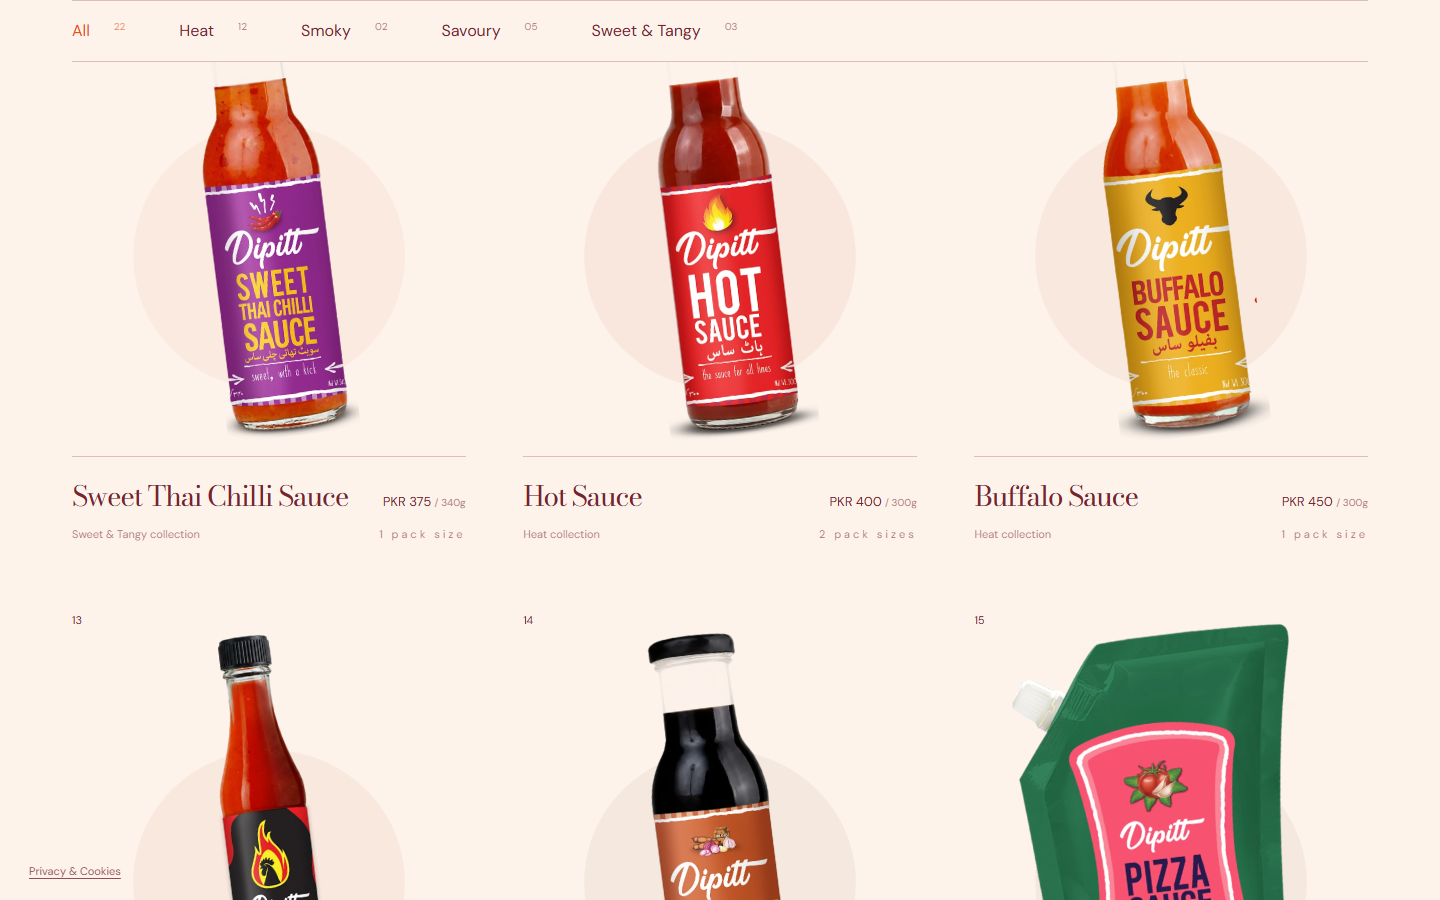 All 22 Heat 12 Smoky 02 Savoury 05 Sweet & Tangy 03
Dipitt
SWEET
THAI CHILLI
SAUCE
سویٹ تھائی چلی ساس
sweet, with a kick
Dipitt
HOT
SAUCE
ہاٹ ساس
the sauce for all times
Dipitt
BUFFALO
SAUCE
بفیلو ساس
the classic
Sweet Thai Chilli Sauce PKR 375 / 340g
Sweet & Tangy collection 1 pack size
Hot Sauce PKR 400 / 300g
Heat collection 2 pack sizes
Buffalo Sauce PKR 450 / 300g
Heat collection 1 pack size
13
14
Dipitt
15
Dipitt
PIZZA
Privacy & Cookies